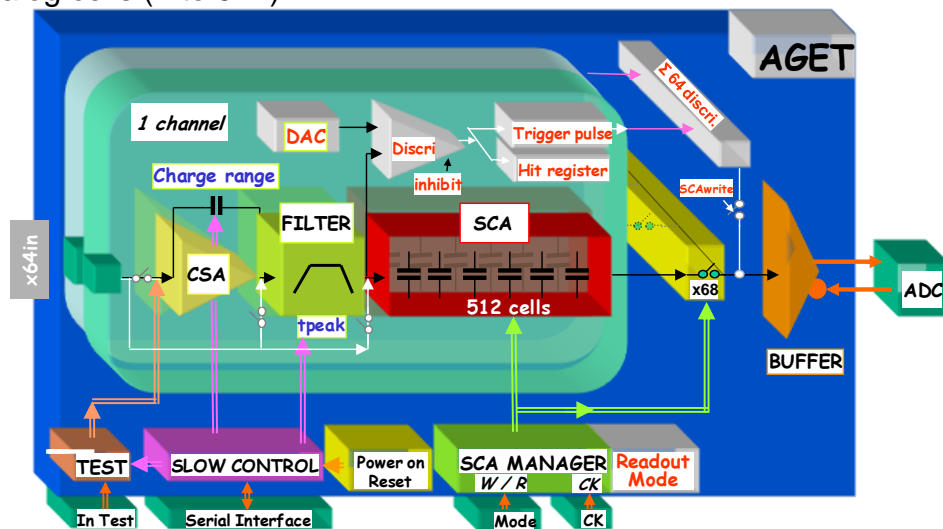 AGET
Σ 64 discri.
1 channel
DAC
Discri
Trigger pulse
Hit register
inhibit
SCAwrite
Charge range
FILTER
SCA
x64in
CSA
512 cells
tpeak
x68
ADC
BUFFER
TEST
SLOW CONTROL
Power on
Reset
SCA MANAGER
W / R
CK
Readout
Mode
In Test
Serial Interface
Mode
CK